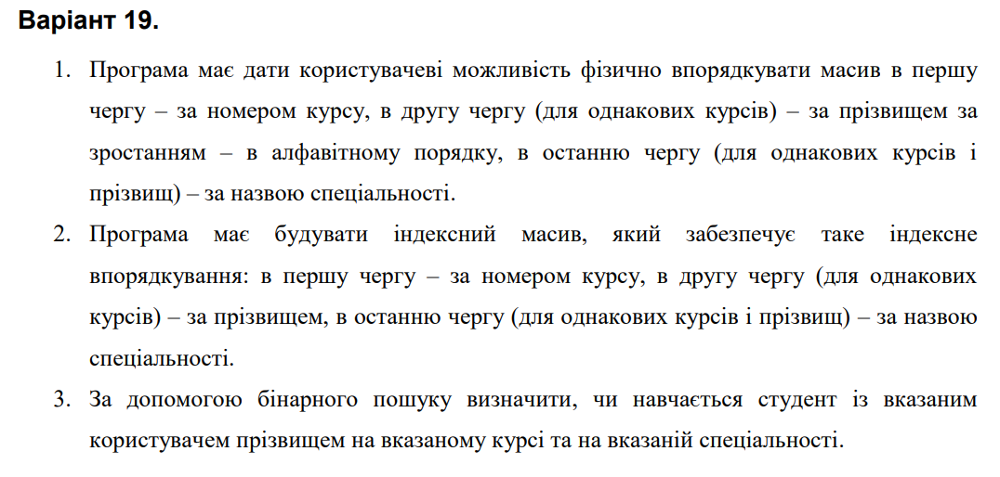 Варіант 19.
1. Програма має дати користувачеві можливість фізично впорядкувати масив в першу
чергу – за номером курсу, в другу чергу (для однакових курсів) – за прізвищем за
зростанням – в алфавітному порядку, в останню чергу (для однакових курсів і
прізвищ) – за назвою спеціальності.
2. Програма має будувати індексний масив, який забезпечує таке індексне
впорядкування: в першу чергу – за номером курсу, в другу чергу (для однакових
курсів) – за прізвищем, в останню чергу (для однакових курсів і прізвищ) – за назвою
спеціальності.
3. За допомогою бінарного пошуку визначити, чи навчається студент із вказаним
користувачем прізвищем на вказаному курсі та на вказаній спеціальності.